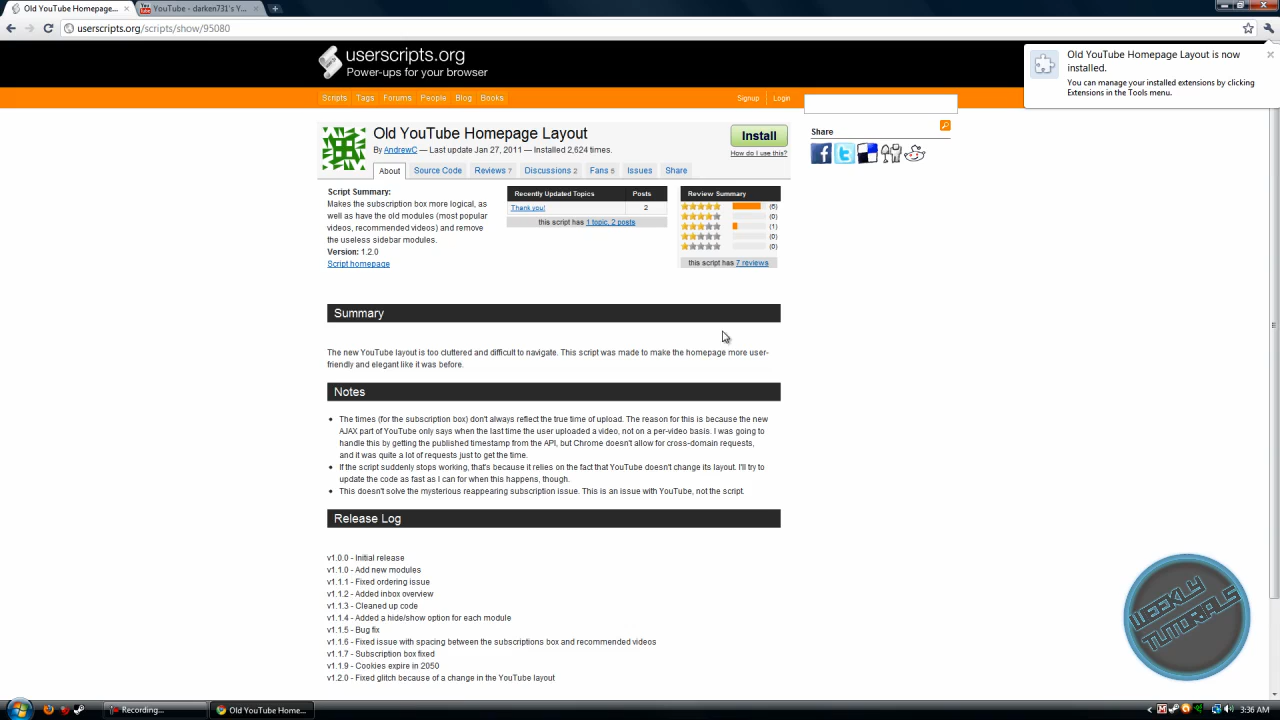 Old YouTube Homepage...
YouTube - darken731's Y...
userscripts.org/scripts/show/95080
userscripts.org
Power-ups for your browser
Old YouTube Homepage Layout is now
installed.
You can manage your installed extensions by clicking
Extensions in the Tools menu.
Scripts Tags Forums People Blog Books
Signup Login
Old YouTube Homepage Layout
By AndrewC — Last update Jan 27, 2011 — Installed 2,624 times.
Install
How do I use this?
Share
About Source Code Reviews 7 Discussions 2 Fans 5 Issues Share
Script Summary:
Makes the subscription box more logical, as
well as have the old modules (most popular
videos, recommended videos) and remove
the useless sidebar modules.
Version: 1.2.0
Script homepage
Recently Updated Topics Posts
Thank you! 2
this script has 1 topic, 2 posts
Review Summary
(6)
(0)
(1)
(0)
(0)
this script has 7 reviews
Summary
The new YouTube layout is too cluttered and difficult to navigate. This script was made to make the homepage more user-
friendly and elegant like it was before.
Notes
The times (for the subscription box) don't always reflect the true time of upload. The reason for this is because the new
AJAX part of YouTube only says when the last time the user uploaded a video, not on a per-video basis. I was going to
handle this by getting the published timestamp from the API, but Chrome doesn't allow for cross-domain requests,
and it was quite a lot of requests just to get the time.
If the script suddenly stops working, that's because it relies on the fact that YouTube doesn't change its layout. I'll try to
update the code as fast as I can for when this happens, though.
This doesn't solve the mysterious reappearing subscription issue. This is an issue with YouTube, not the script.
Release Log
v1.0.0 - Initial release
v1.1.0 - Add new modules
v1.1.1 - Fixed ordering issue
v1.1.2 - Added inbox overview
v1.1.3 - Cleaned up code
v1.1.4 - Added a hide/show option for each module
v1.1.5 - Bug fix
v1.1.6 - Fixed issue with spacing between the subscriptions box and recommended videos
v1.1.7 - Subscription box fixed
v1.1.9 - Cookies expire in 2050
v1.2.0 - Fixed glitch because of a change in the YouTube layout
WEEKLY
TUTORIALS
Recording...
Old YouTube Home...
3:36 AM